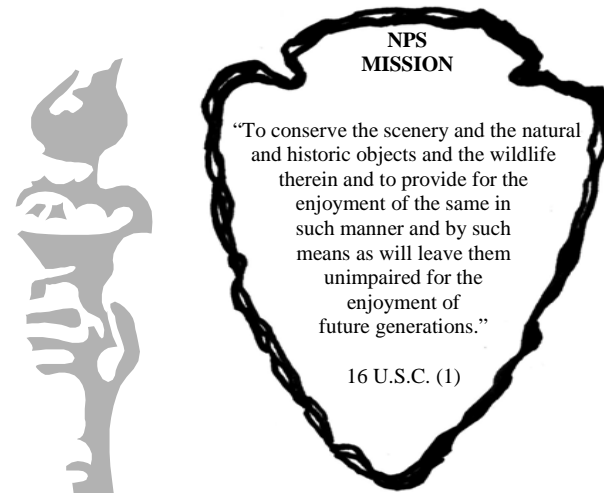 NPS
MISSION
“To conserve the scenery and the natural
and historic objects and the wildlife
therein and to provide for the
enjoyment of the same in
such manner and by such
means as will leave them
unimpaired for the
enjoyment of
future generations.”
16 U.S.C. (1)